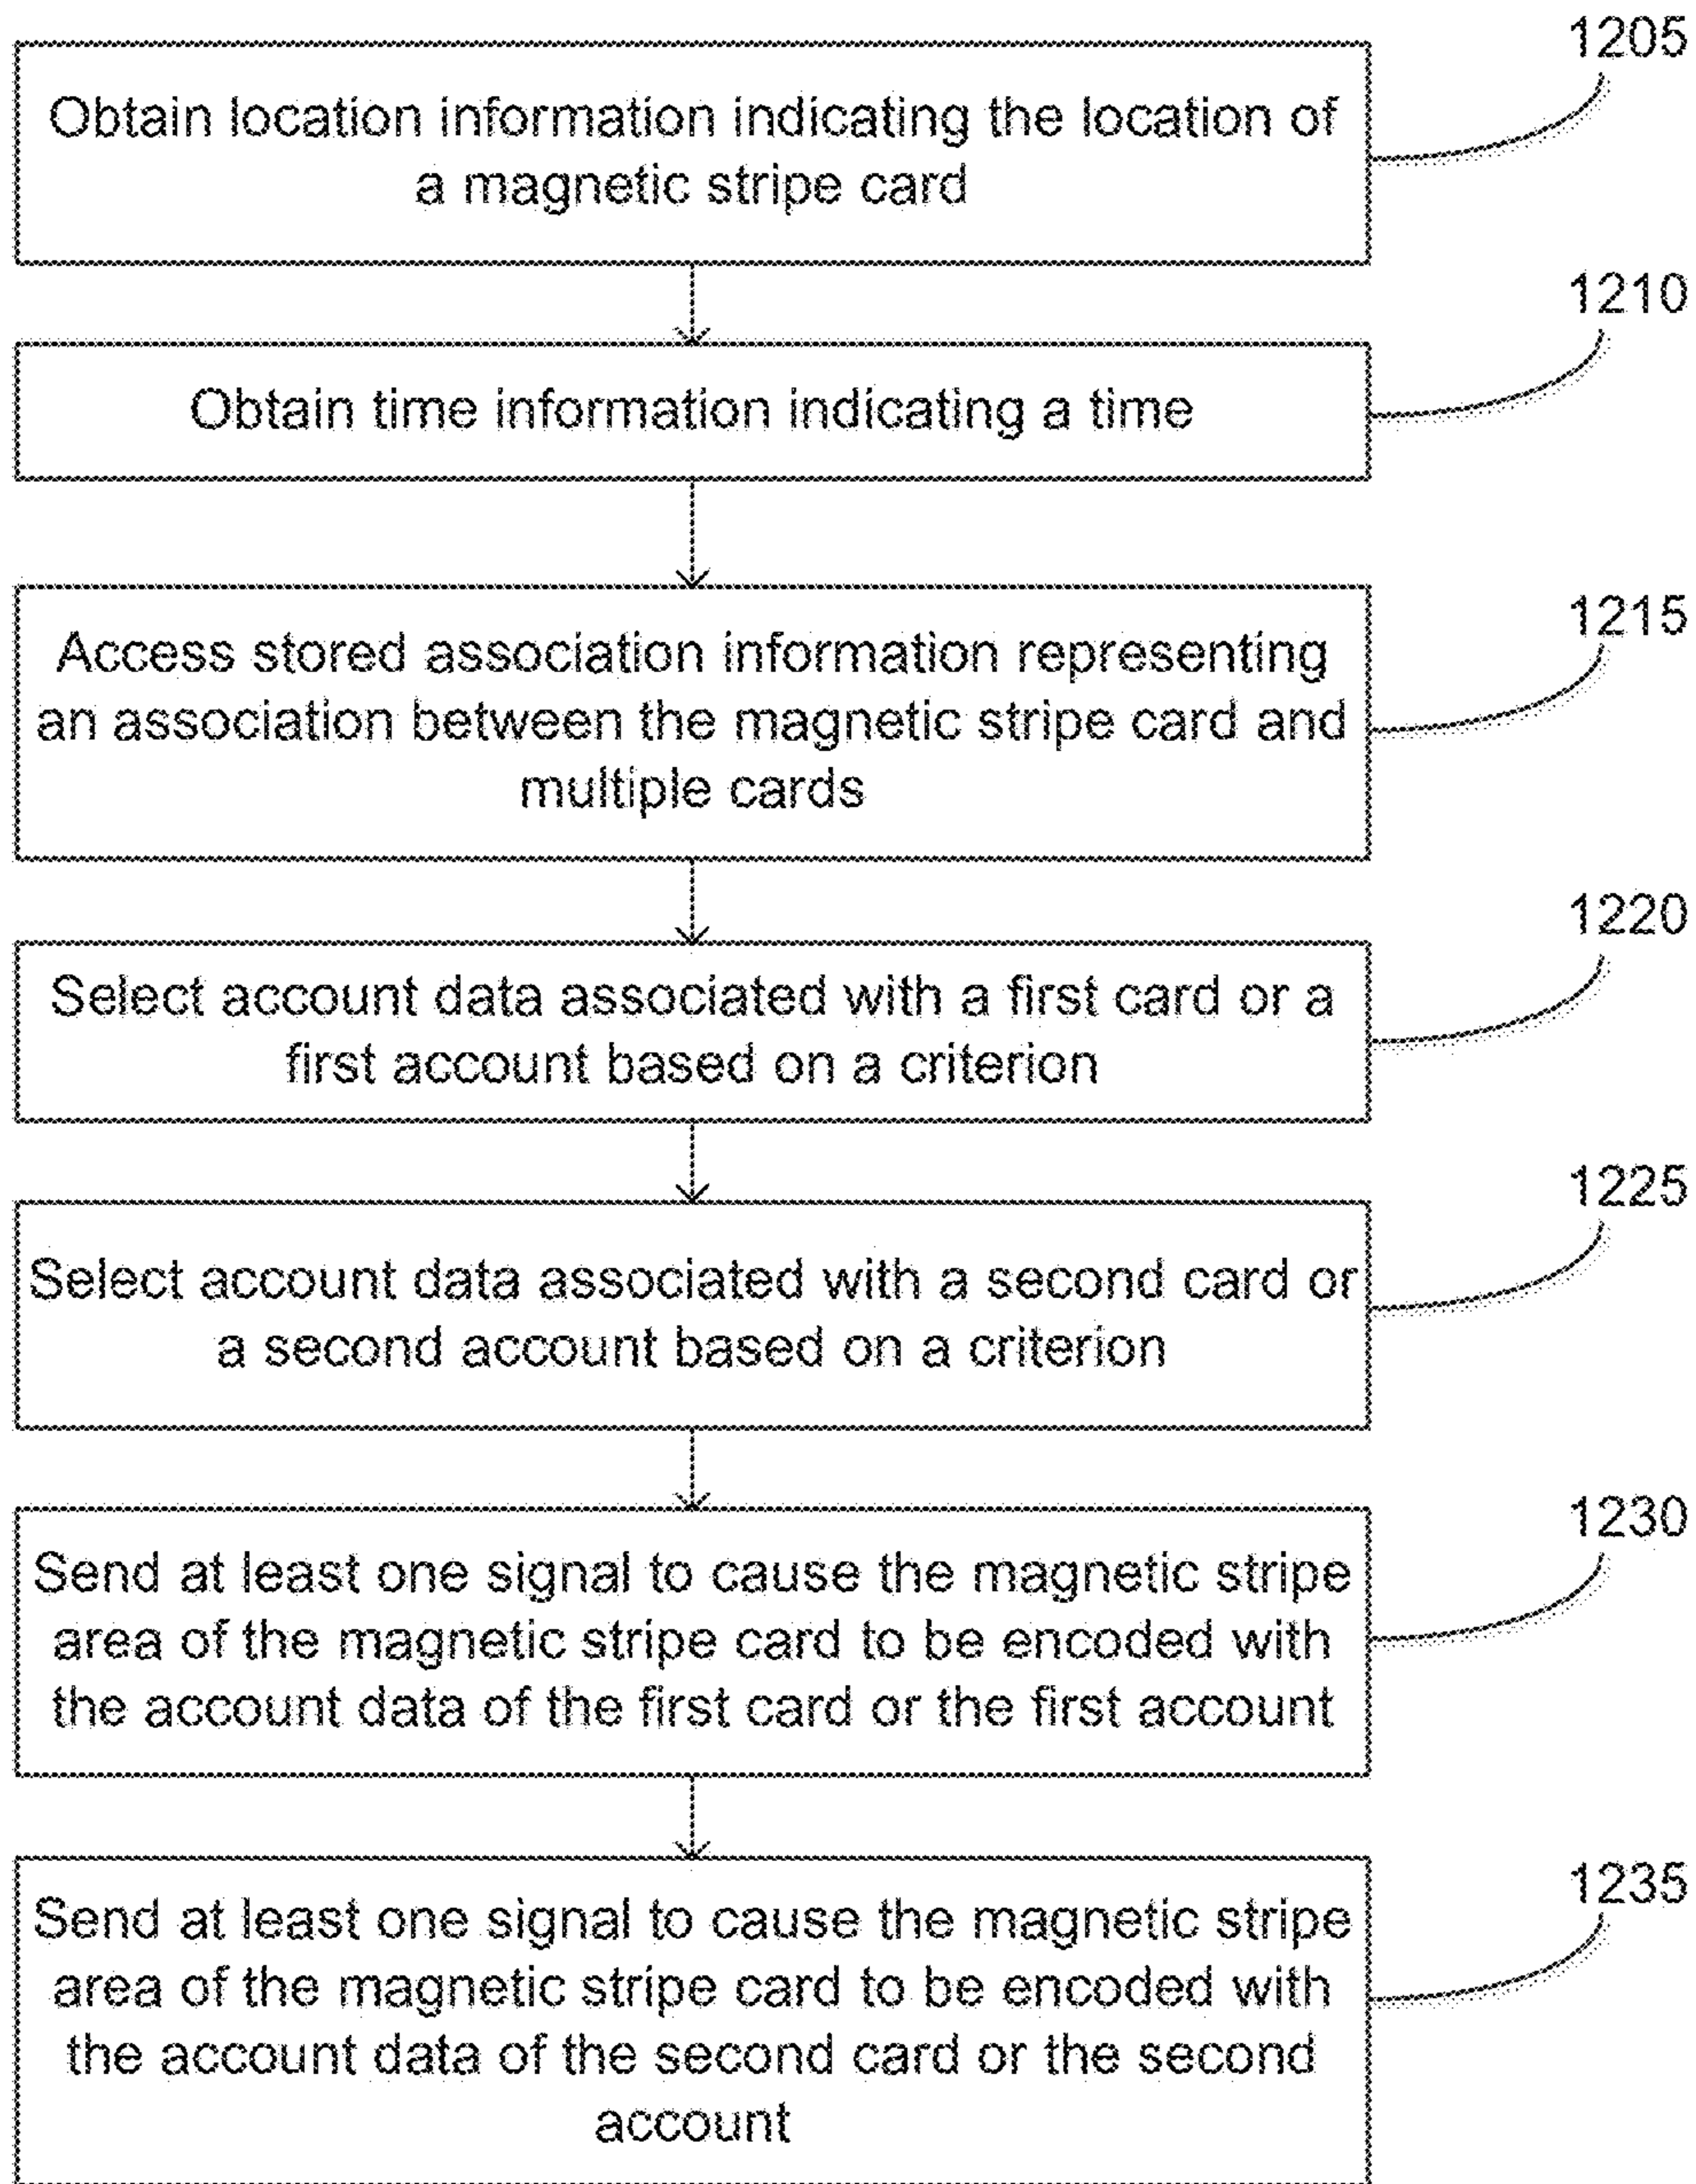 1205
Obtain location information indicating the location of
a magnetic stripe card
1210
Obtain time information indicating a time
1215
Access stored association information representing
an association between the magnetic stripe card and
multiple cards
1220
Select account data associated with a first card or a
first account based on a criterion
1225
Select account data associated with a second card or
a second account based on a criterion
1230
Send at least one signal to cause the magnetic stripe
area of the magnetic stripe card to be encoded with
the account data of the first card or the first account
1235
Send at least one signal to cause the magnetic stripe
area of the magnetic stripe card to be encoded with
the account data of the second card or the second
account